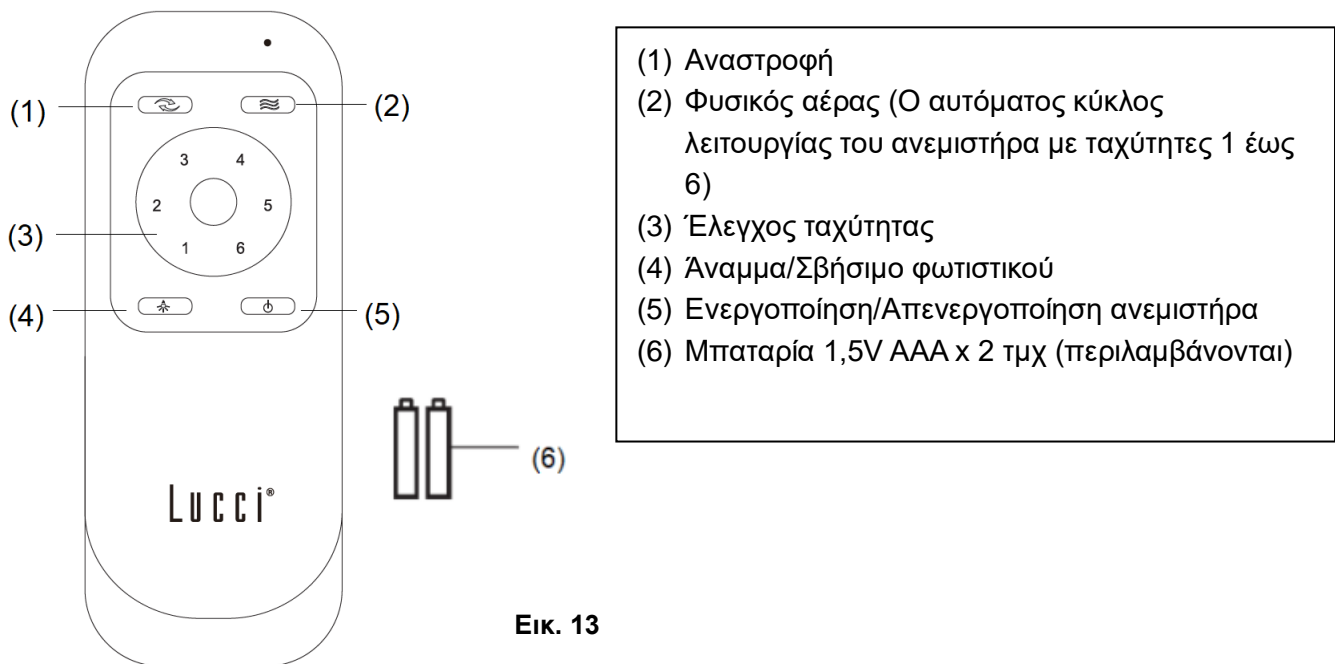 (1)
(2)
3 4
2 5
(3)
1 6
(4)
(5)
Lucci®
(6)
(1) Αναστροφή
(2) Φυσικός αέρας (Ο αυτόματος κύκλος
λειτουργίας του ανεμιστήρα με ταχύτητες 1 έως
6)
(3) Έλεγχος ταχύτητας
(4) Άναμμα/Σβήσιμο φωτιστικού
(5) Ενεργοποίηση/Απενεργοποίηση ανεμιστήρα
(6) Μπαταρία 1,5V AAA x 2 τμχ (περιλαμβάνονται)
Εικ. 13